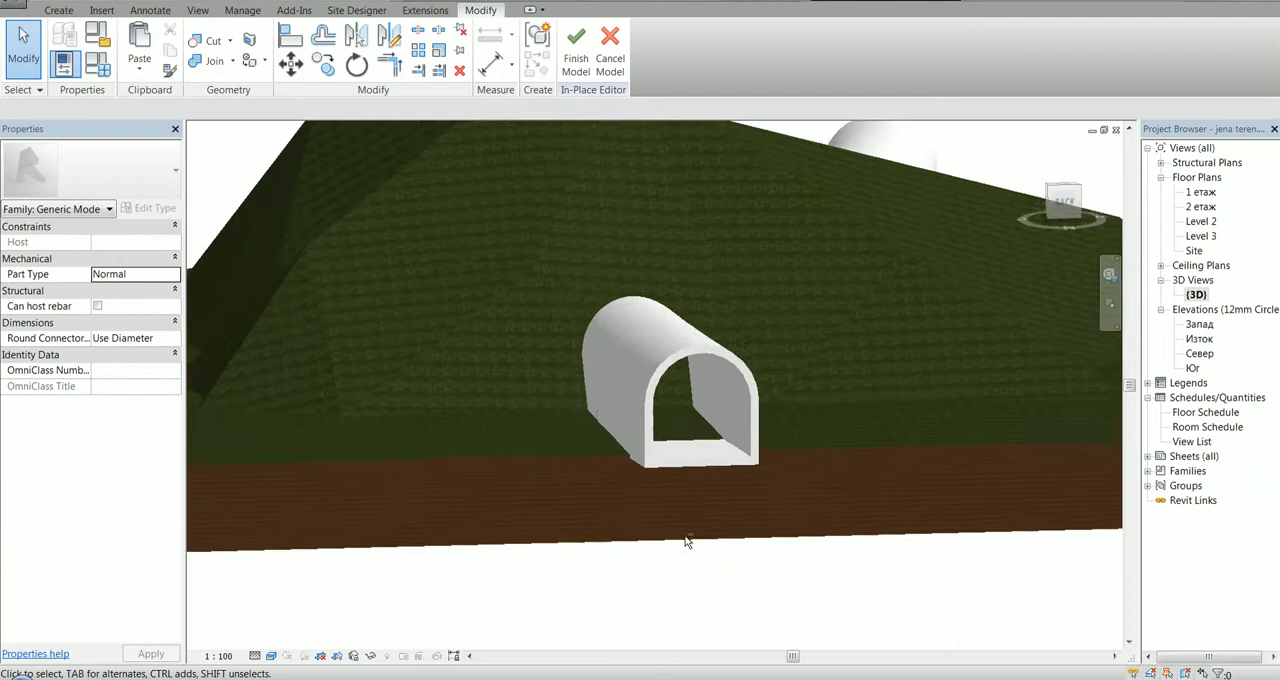 Create Insert Annotate View Manage Add-Ins Site Designer Extensions Modify
Modify
Paste
Cut
Join
Finish
Model
Cancel
Model
Select
Properties
Clipboard
Geometry
Modify
Measure
Create
In-Place Editor
Properties
Family: Generic Mode
Edit Type
Constraints
Host
Mechanical
Part Type Normal
Structural
Can host rebar
Dimensions
Round Connector... Use Diameter
Identity Data
OmniClass Numb...
OmniClass Title
Properties help
Apply
BACK
Project Browser - jena teren....
Views (all)
Structural Plans
Floor Plans
1 етаж
2 етаж
Level 2
Level 3
Site
Ceiling Plans
3D Views
{3D}
Elevations (12mm Circle
Запад
Изток
Север
Юг
Legends
Schedules/Quantities
Floor Schedule
Room Schedule
View List
Sheets (all)
Families
Groups
Revit Links
1 : 100
Click to select, TAB for alternates, CTRL adds, SHIFT unselects.
:0